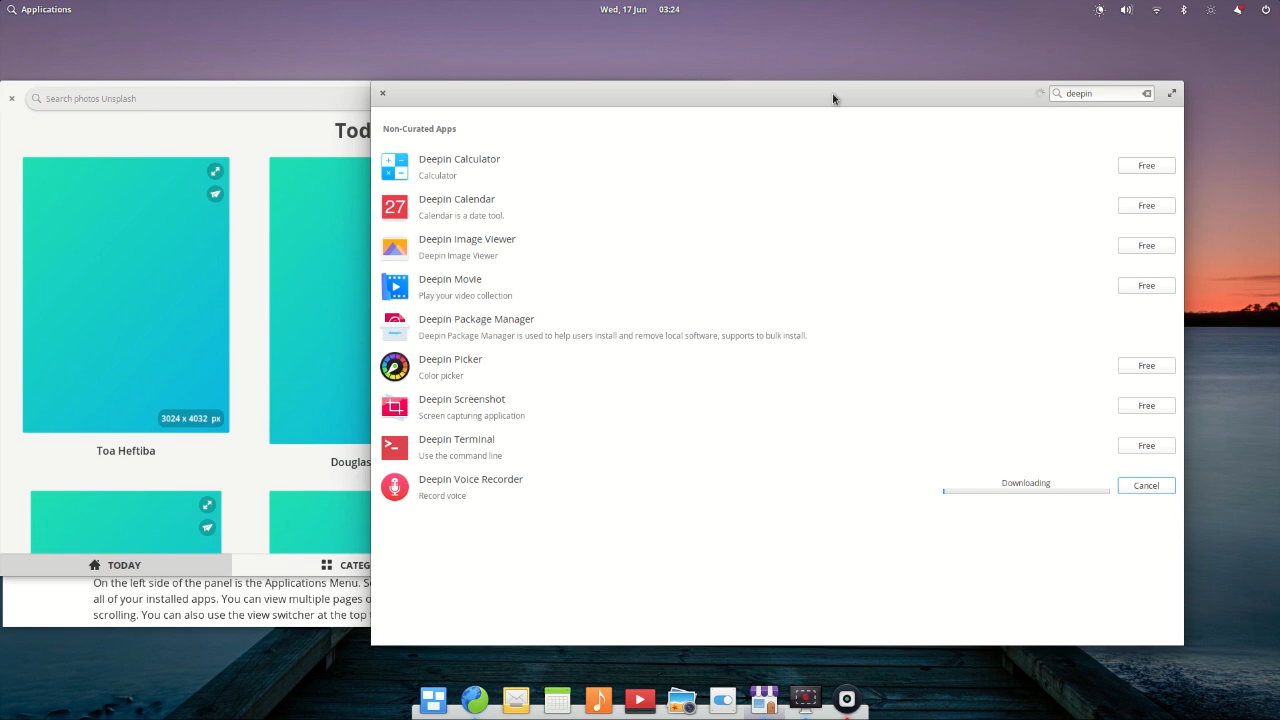 Applications
Wed, 17 Jun 03:24
Search photos Unsplash
Tod
3024 x 4032 px
Toa Heftiba
Douglas
TODAY
CATEG
On the left side of the panel is the Applications Menu. S
all of your installed apps. You can view multiple pages o
scrolling. You can also use the view switcher at the top
deepin
Non-Curated Apps
Deepin Calculator
Calculator
Free
Deepin Calendar
Calendar is a date tool.
Free
Deepin Image Viewer
Deepin Image Viewer
Free
Deepin Movie
Play your video collection
Free
Deepin Package Manager
Deepin Package Manager is used to help users install and remove local software, supports to bulk install.
Deepin Picker
Color picker
Free
Deepin Screenshot
Screen capturing application
Free
Deepin Terminal
Use the command line
Free
Deepin Voice Recorder
Record voice
Downloading
Cancel
27